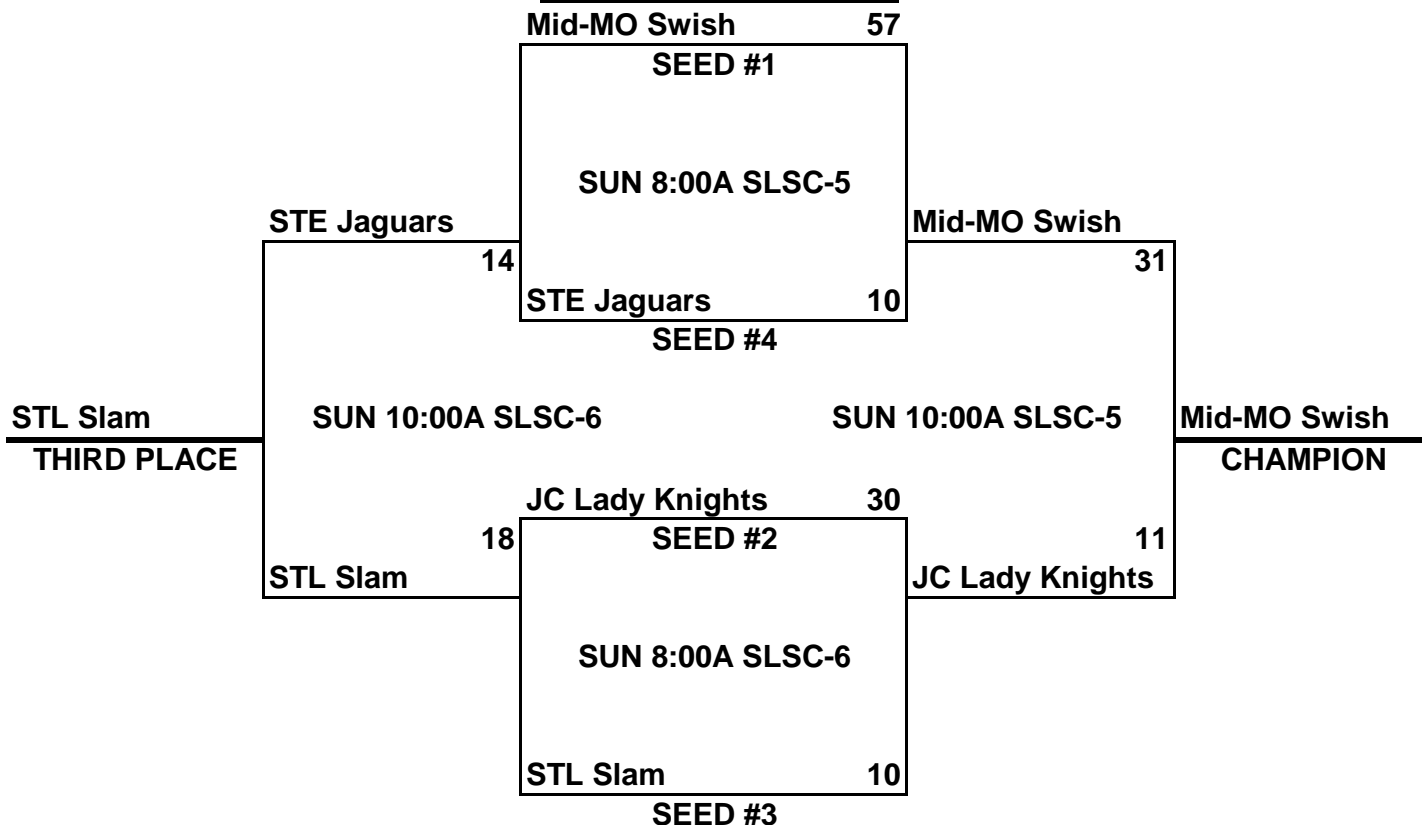 Mid-MO Swish 57
SEED #1
SUN 8:00A SLSC-5
STE Jaguars Mid-MO Swish
14 31
STE Jaguars 10
SEED #4
STL Slam SUN 10:00A SLSC-6 SUN 10:00A SLSC-5 Mid-MO Swish
THIRD PLACE CHAMPION
JC Lady Knights 30
18 SEED #2 11
STL Slam JC Lady Knights
SUN 8:00A SLSC-6
STL Slam 10
SEED #3